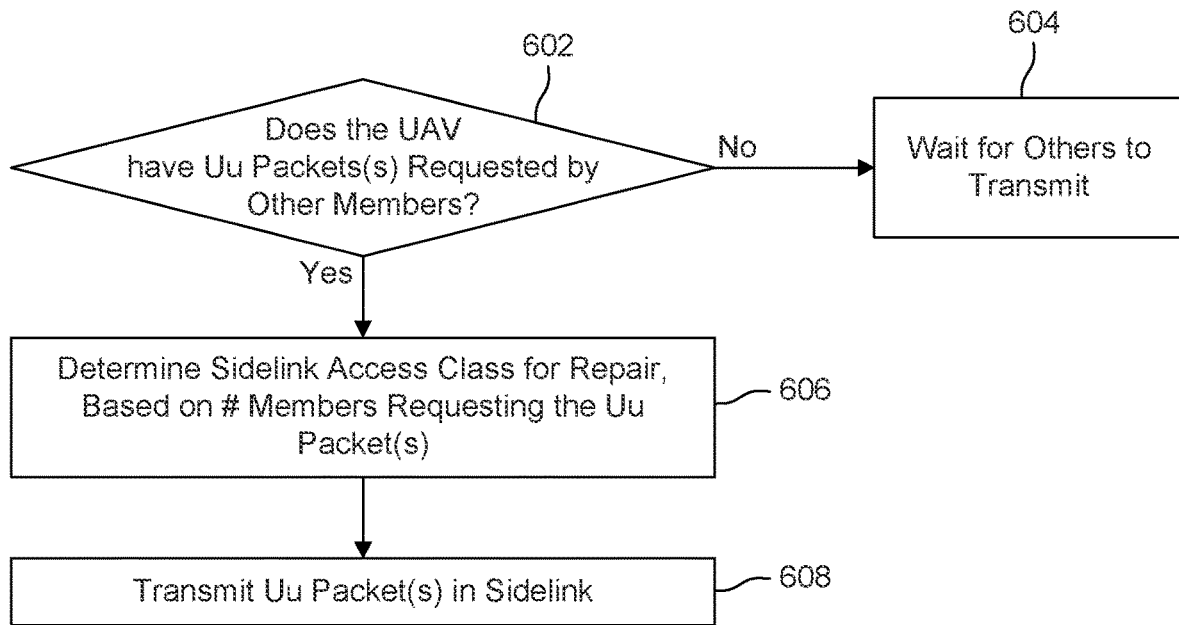 602
604
Does the UAV
have Uu Packets(s) Requested by
Other Members?
No
Wait for Others to
Transmit
Yes
Determine Sidelink Access Class for Repair,
Based on # Members Requesting the Uu
Packet(s)
606
Transmit Uu Packet(s) in Sidelink
608